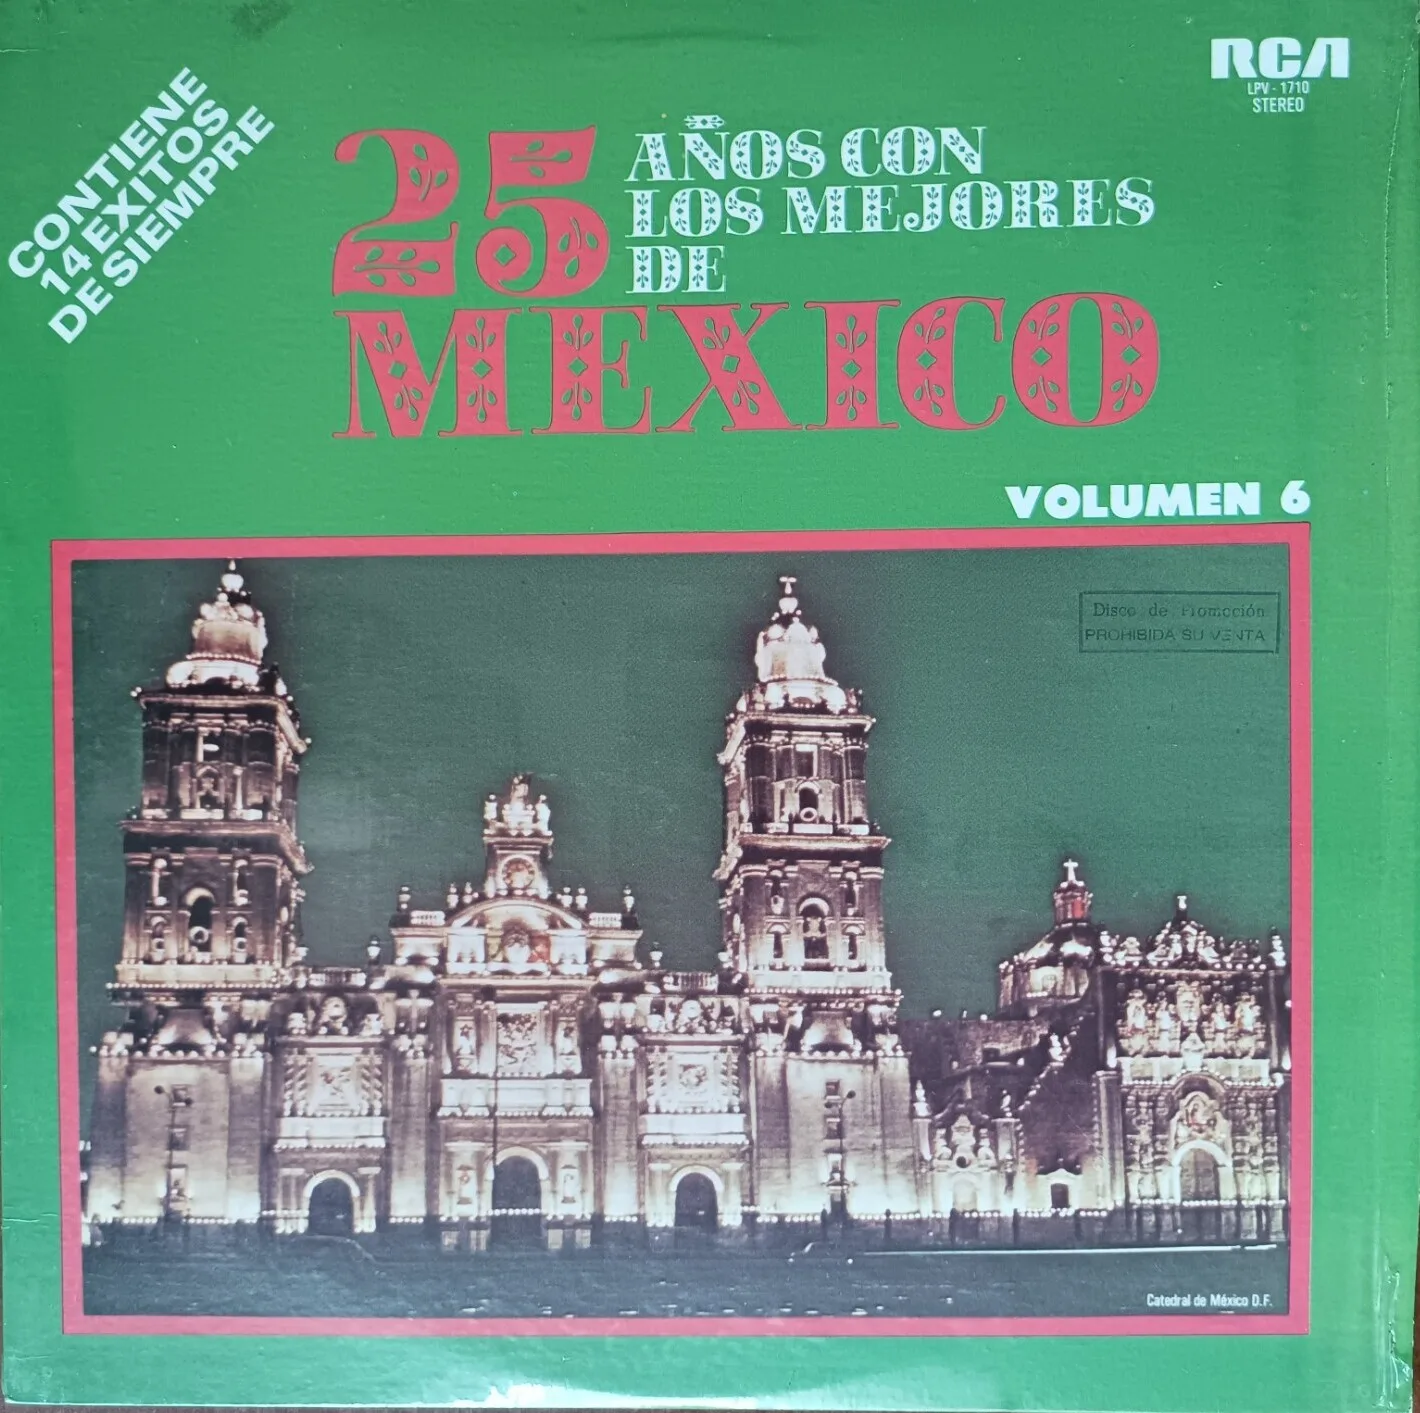 CONTIENE
14 EXITOS
DE SIEMPRE
RCA
LPV - 1710
STEREO
25 AÑOS CON
LOS MEJORES
DE
MEXICO
VOLUMEN 6
Disco de Promoción
PROHIBIDA SU VENTA
Catedral de México D.F.